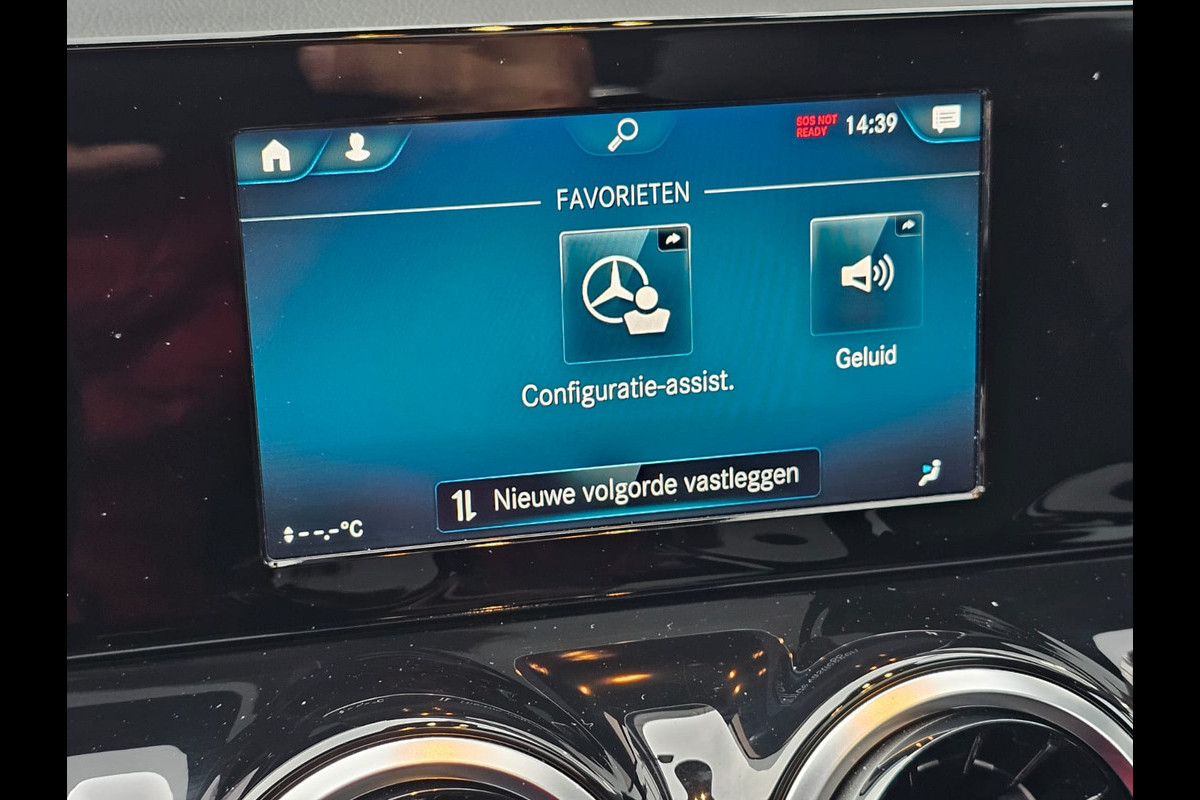 SOS NOT
READY
14:39
FAVORIETEN
Configuratie-assist.
Geluid
Nieuwe volgorde vastleggen
--.-°C